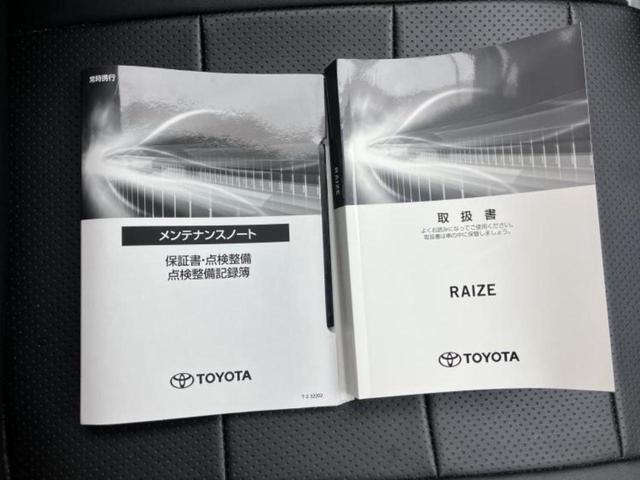 常時携行
メンテナンスノート
保証書・点検整備
点検整備記録簿
TOYOTA
RAIZE
取扱書
よくお読みになってご使用ください。
取扱書は車の中に保管しましょう。
RAIZE
TOYOTA